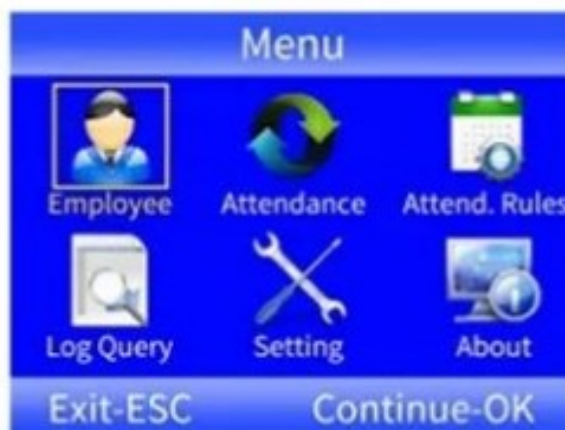 Menu
Employee Attendance Attend. Rules
Log Query Setting About
Exit-ESC Continue-OK